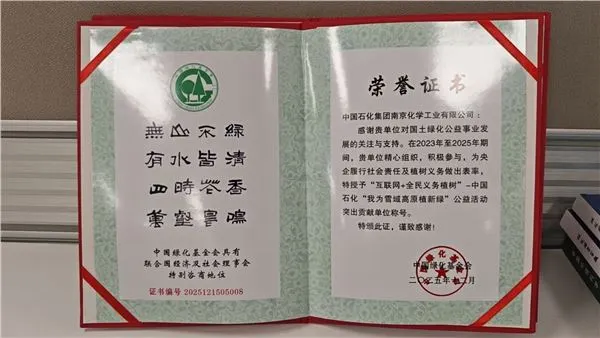 無山不綠
有水皆清
四時花香
萬壑鳥鳴
中国绿化基金会具有
联合国经济及社会理事会
特别咨商地位
证书编号 2025121505008
荣誉证书
中国石化集团南京化学工业有限公司：
感谢贵单位对国土绿化公益事业发
展的关注与支持。在2023年至2025年期
间，贵单位精心组织，积极参与，为央
企履行社会责任及植树义务做出表率，
特授予“互联网+全民义务植树”–中国
石化“我为雪域高原植新绿”公益活动
突出贡献单位称号。
特颁此证，谨致感谢！
中国绿化基金会
二〇二五年十二月